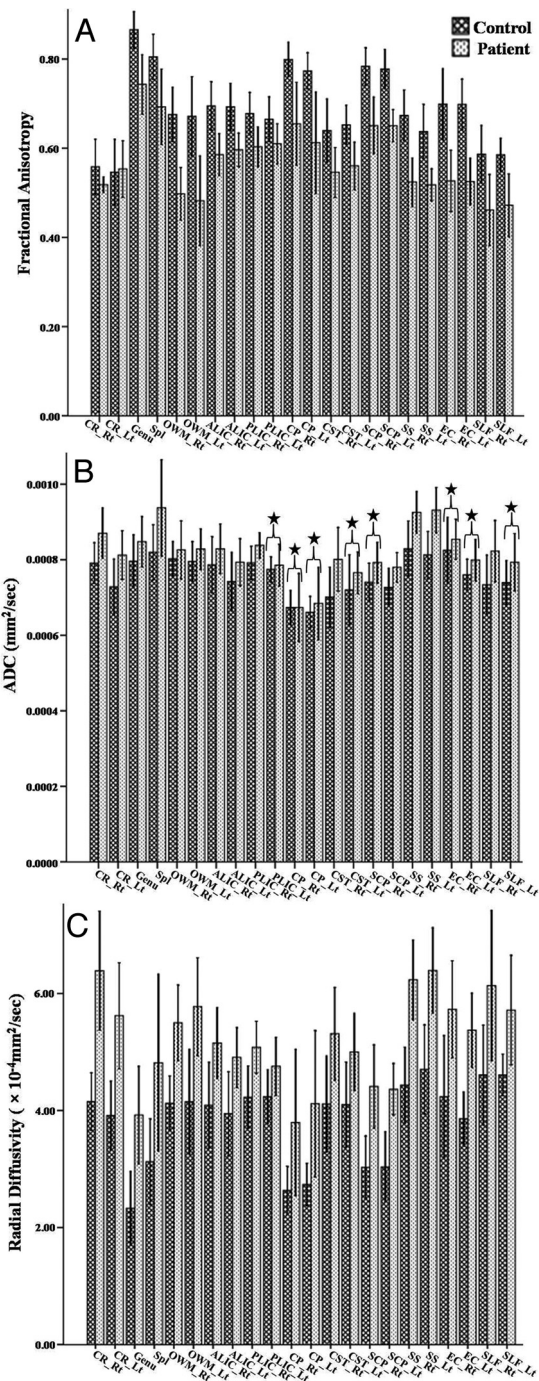 A
Control
Patient
Fractional Anisotropy
0.80
0.60
0.40
0.20
0.00
CR_Rt
CR_Lt
Genu
Spl
OWM_Rt
OWM_Lt
ALIC_Rt
ALIC_Lt
PLIC_Rt
PLIC_Lt
CP_Rt
CP_Lt
CST_Rt
CST_Lt
SCP_Rt
SCP_Lt
SS_Rt
SS_Lt
EC_Rt
EC_Lt
SLF_Rt
SLF_Lt
B
ADC (mm²/sec)
0.0010
0.0008
0.0006
0.0004
0.0002
0.0000
CR_Rt
CR_Lt
Genu
Spl
OWM_Rt
OWM_Lt
ALIC_Rt
ALIC_Lt
PLIC_Rt
PLIC_Lt
CP_Rt
CP_Lt
CST_Rt
CST_Lt
SCP_Rt
SCP_Lt
SS_Rt
SS_Lt
EC_Rt
EC_Lt
SLF_Rt
SLF_Lt
C
Radial Diffusivity ( × 10⁻⁴mm²/sec)
6.00
4.00
2.00
0.00
CR_Rt
CR_Lt
Genu
Spl
OWM_Rt
OWM_Lt
ALIC_Rt
ALIC_Lt
PLIC_Rt
PLIC_Lt
CP_Rt
CP_Lt
CST_Rt
CST_Lt
SCP_Rt
SCP_Lt
SS_Rt
SS_Lt
EC_Rt
EC_Lt
SLF_Rt
SLF_Lt